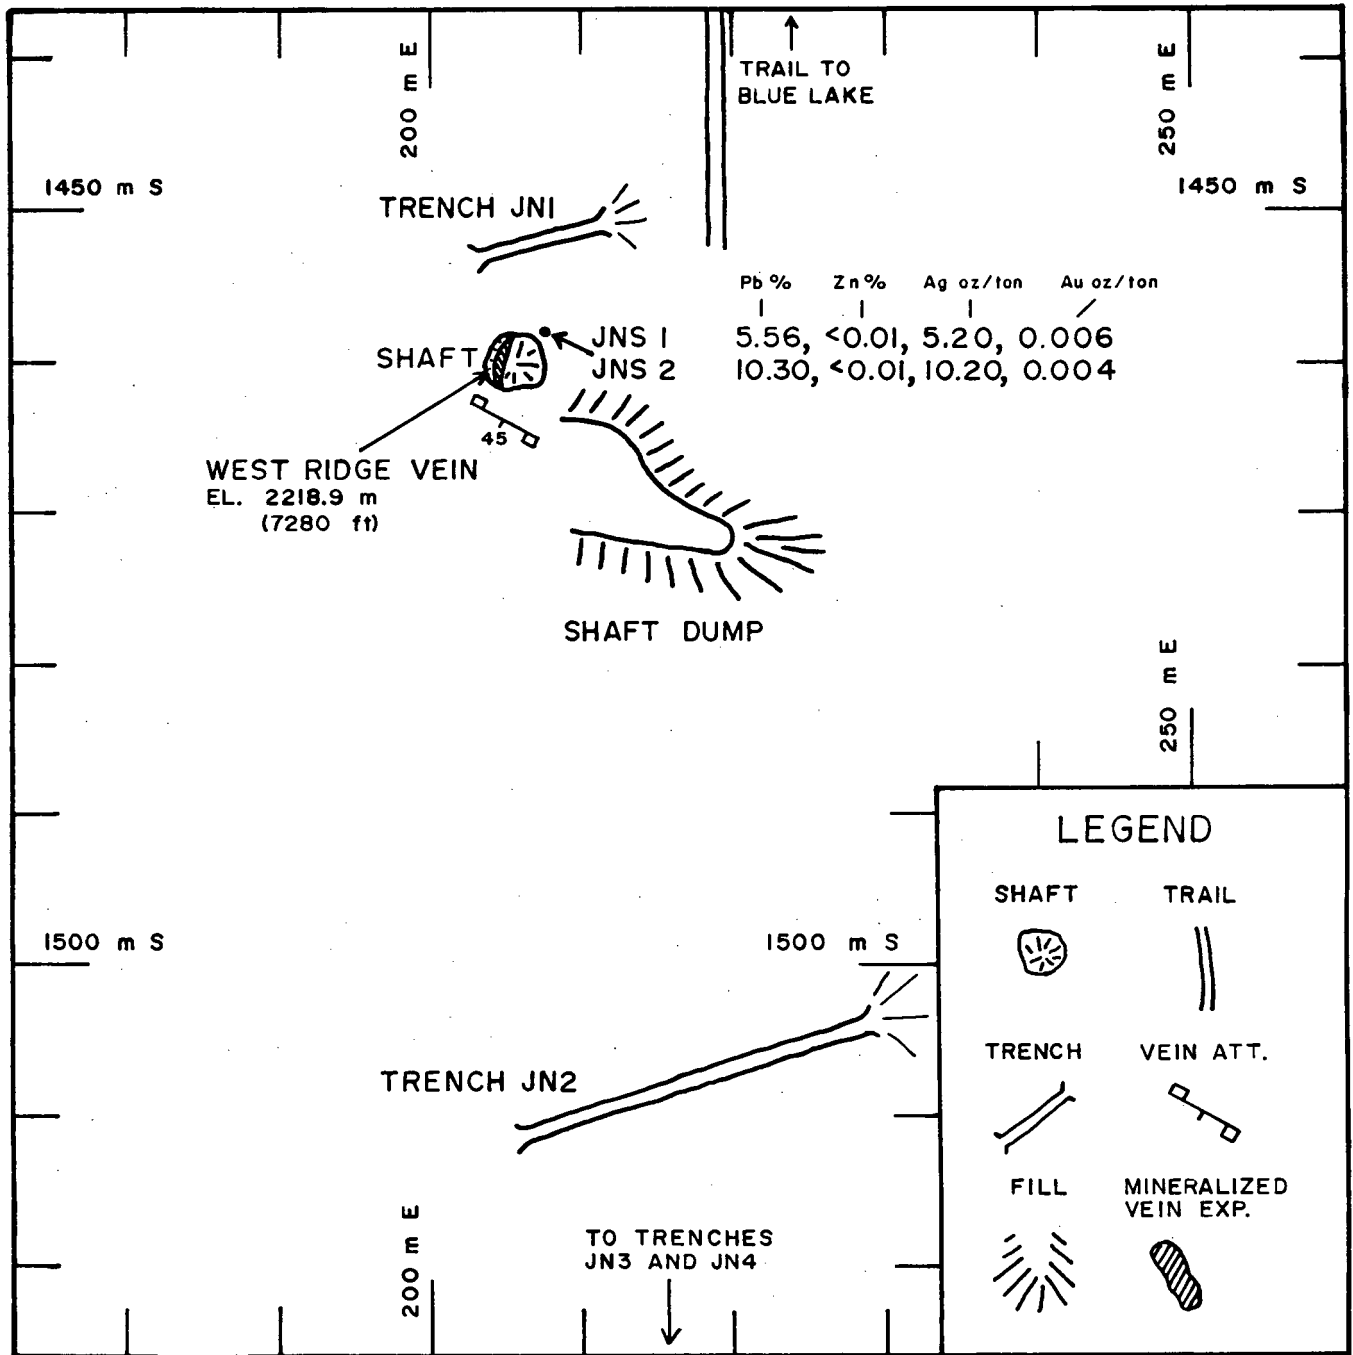 200 m E
TRAIL TO
BLUE LAKE
250 m E
1450 m S
1450 m S
TRENCH JN1
Pb % Zn % Ag oz/ton Au oz/ton
JNS 1 5.56, <0.01, 5.20, 0.006
SHAFT
JNS 2 10.30, <0.01, 10.20, 0.004
45
WEST RIDGE VEIN
EL. 2218.9 m
(7280 ft)
SHAFT DUMP
250 m E
LEGEND
SHAFT TRAIL
1500 m S
1500 m S
TRENCH VEIN ATT.
TRENCH JN2
FILL MINERALIZED
VEIN EXP.
200 m E
TO TRENCHES
JN3 AND JN4